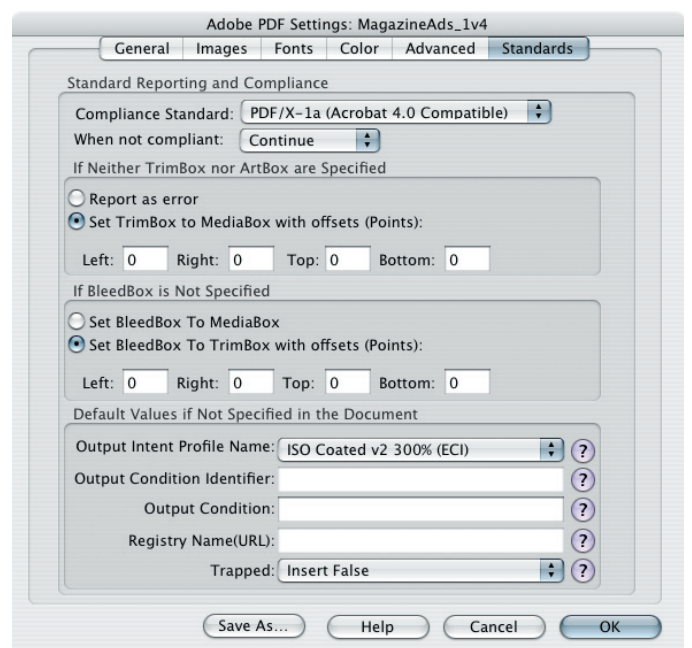 Adobe PDF Settings: MagazineAds_1v4
General Images Fonts Color Advanced Standards
Standard Reporting and Compliance
Compliance Standard: PDF/X-1a (Acrobat 4.0 Compatible)
When not compliant: Continue
If Neither TrimBox nor ArtBox are Specified
Report as error
Set TrimBox to MediaBox with offsets (Points):
Left: 0 Right: 0 Top: 0 Bottom: 0
If BleedBox is Not Specified
Set BleedBox To MediaBox
Set BleedBox To TrimBox with offsets (Points):
Left: 0 Right: 0 Top: 0 Bottom: 0
Default Values if Not Specified in the Document
Output Intent Profile Name: ISO Coated v2 300% (ECI) ?
Output Condition Identifier: ?
Output Condition: ?
Registry Name(URL): ?
Trapped: Insert False ?
Save As... Help Cancel OK